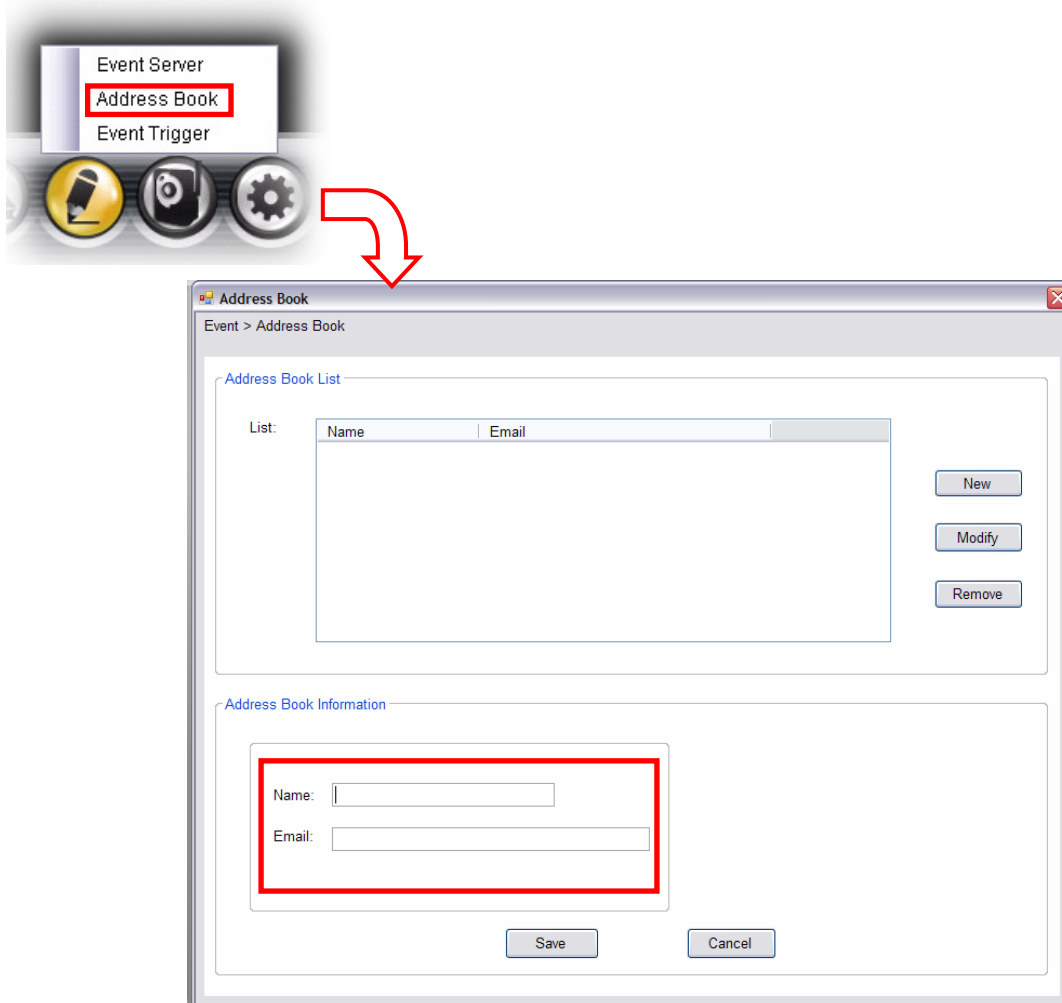 Event Server
Address Book
Event Trigger
Address Book
Event > Address Book
Address Book List
List:
Name Email
New
Modify
Remove
Address Book Information
Name:
Email:
Save Cancel